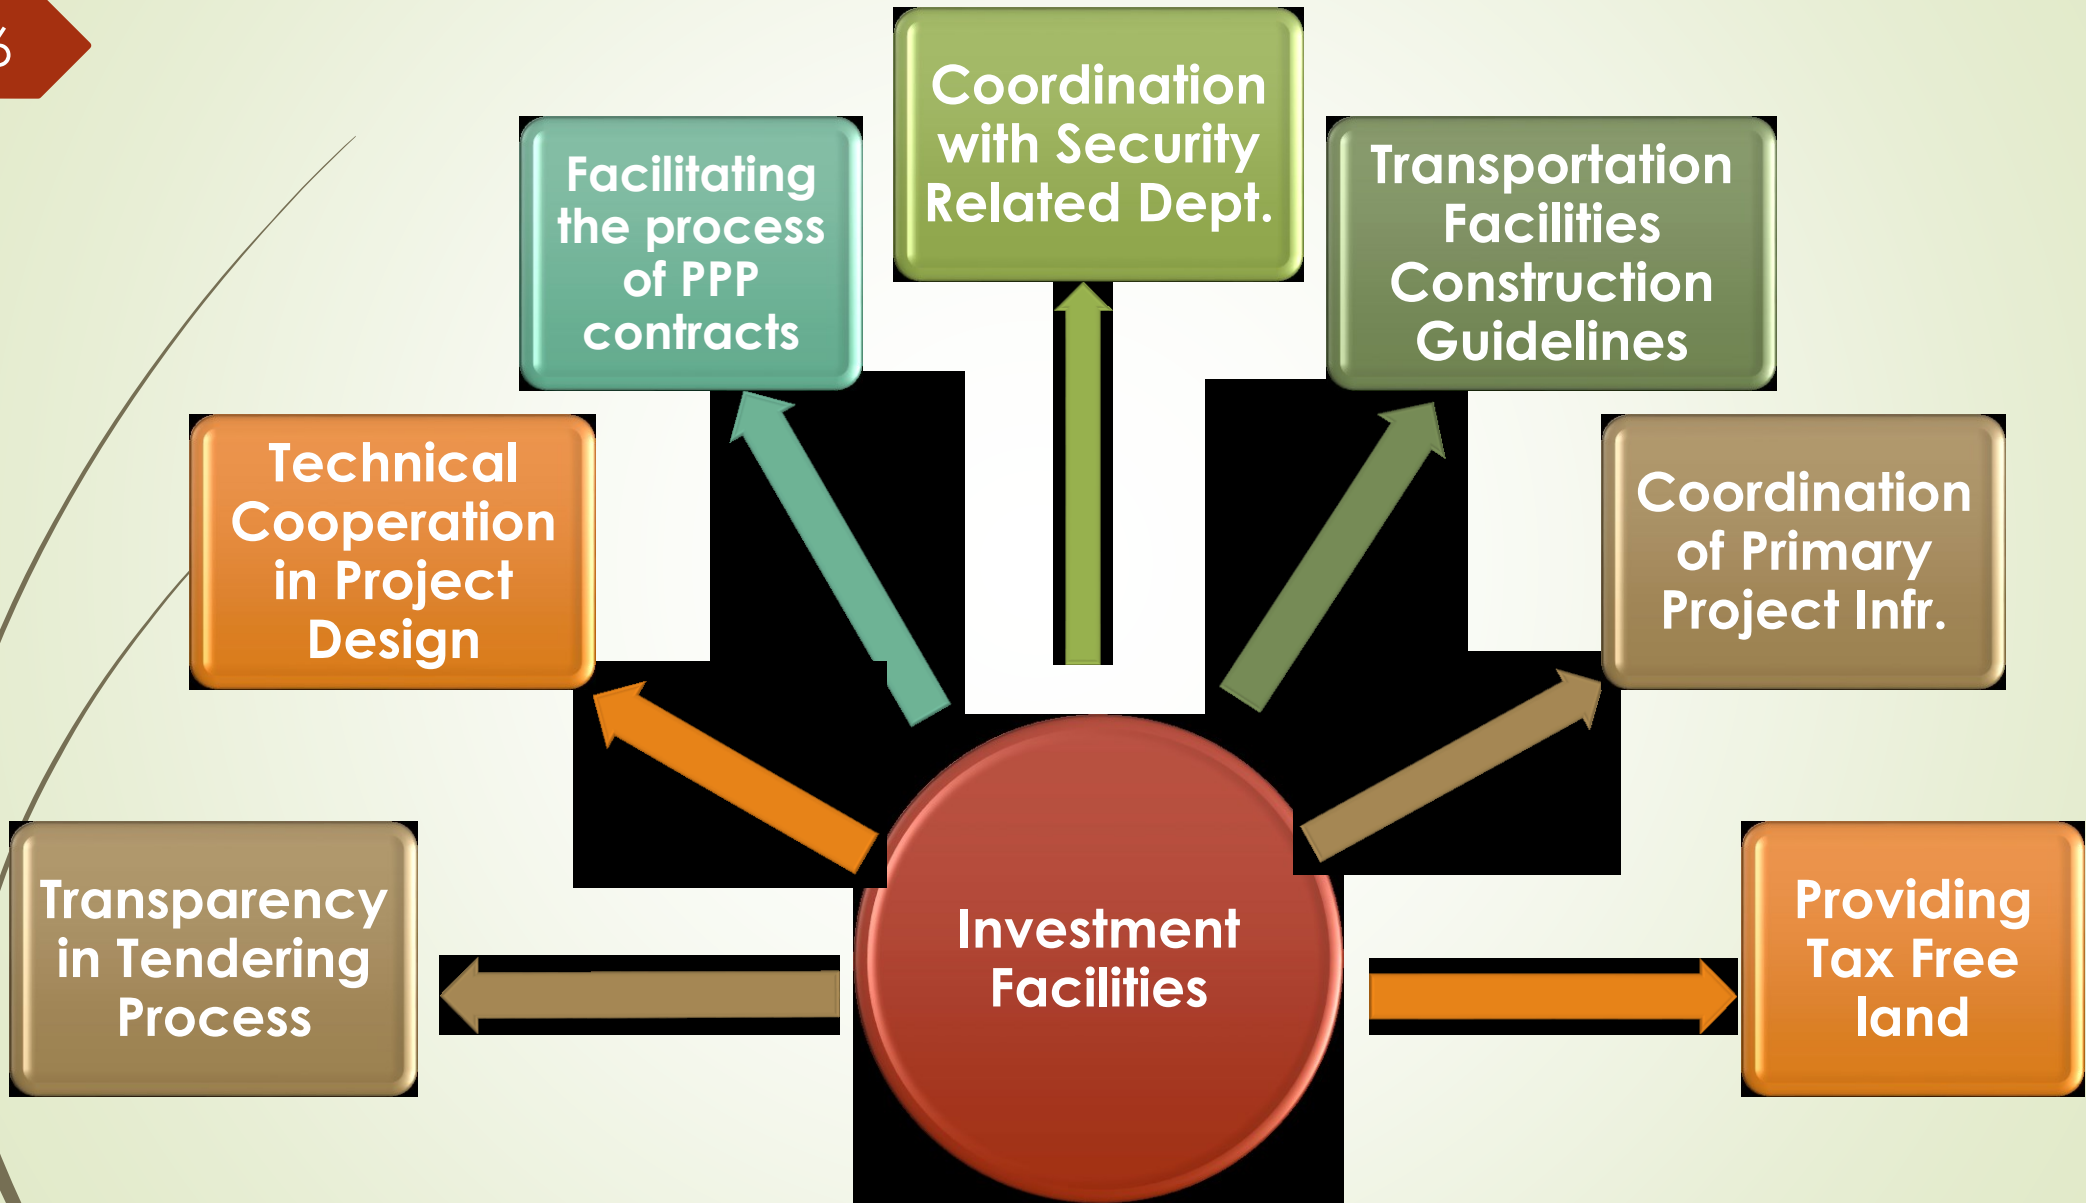 6
Coordination
with Security
Related Dept.
Facilitating
the process
of PPP
contracts
Transportation
Facilities
Construction
Guidelines
Technical
Cooperation
in Project
Design
Coordination
of Primary
Project Infr.
Transparency
in Tendering
Process
Investment
Facilities
Providing
Tax Free
land